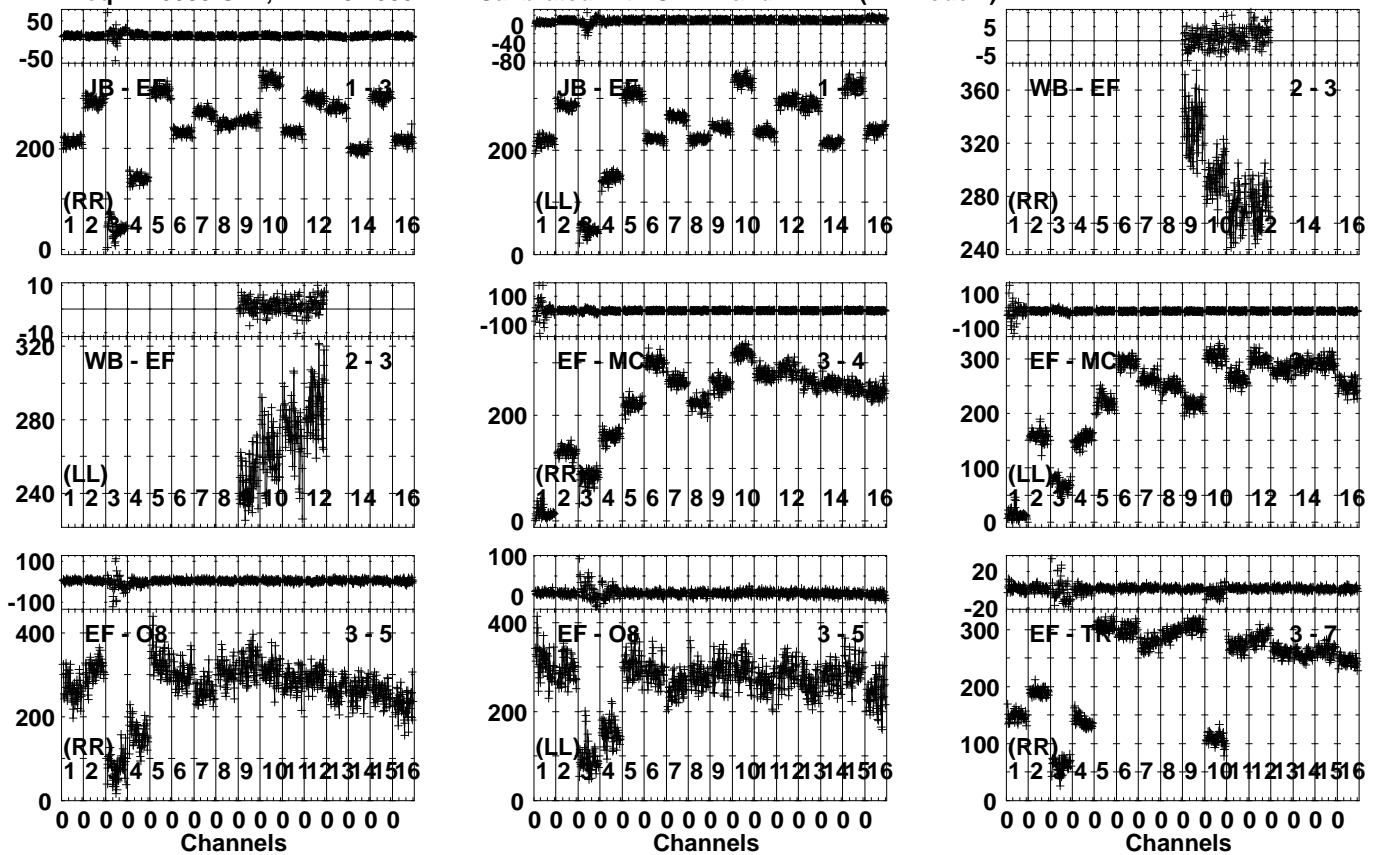 50
-50
JB - EF
1 - 3
200
(RR)
1 2 3 4 5 6 7 8 9 10 12 14 16
0
0
-40
-80
JB - EF
200
(LL)
1 2 3 4 5 6 7 8 9 10 12 14 16
0
5
-5
360
WB - EF
2 - 3
320
280
(RR)
1 2 3 4 5 6 7 8 9 10 12 14 16
240
10
-10
320
WB - EF
2 - 3
280
(LL)
240
1 2 3 4 5 6 7 8 9 10 12 14 16
100
-100
EF - MC
3 - 4
200
(RR)
1 2 3 4 5 6 7 8 9 10 12 14 16
0
100
-100
300
EF - MC
200
100
(LL)
1 2 3 4 5 6 7 8 9 10 12 14 16
0
100
-100
400
EF - O8
3 - 5
200
(RR)
1 2 3 4 5 6 7 8 9 10 11 12 13 14 15 16
0
0 0 0 0 0 0 0 0 0 0 0 0 0 0 0 0
Channels
100
0
400
EF - O8
3 - 5
200
(LL)
1 2 3 4 5 6 7 8 9 10 11 12 13 14 15 16
0
0 0 0 0 0 0 0 0 0 0 0 0 0 0 0 0
Channels
20
-20
300
EF - TR
3 - 7
200
100
(RR)
1 2 3 4 5 6 7 8 9 10 11 12 13 14 15 16
0
0 0 0 0 0 0 0 0 0 0 0 0 0 0 0 0
Channels